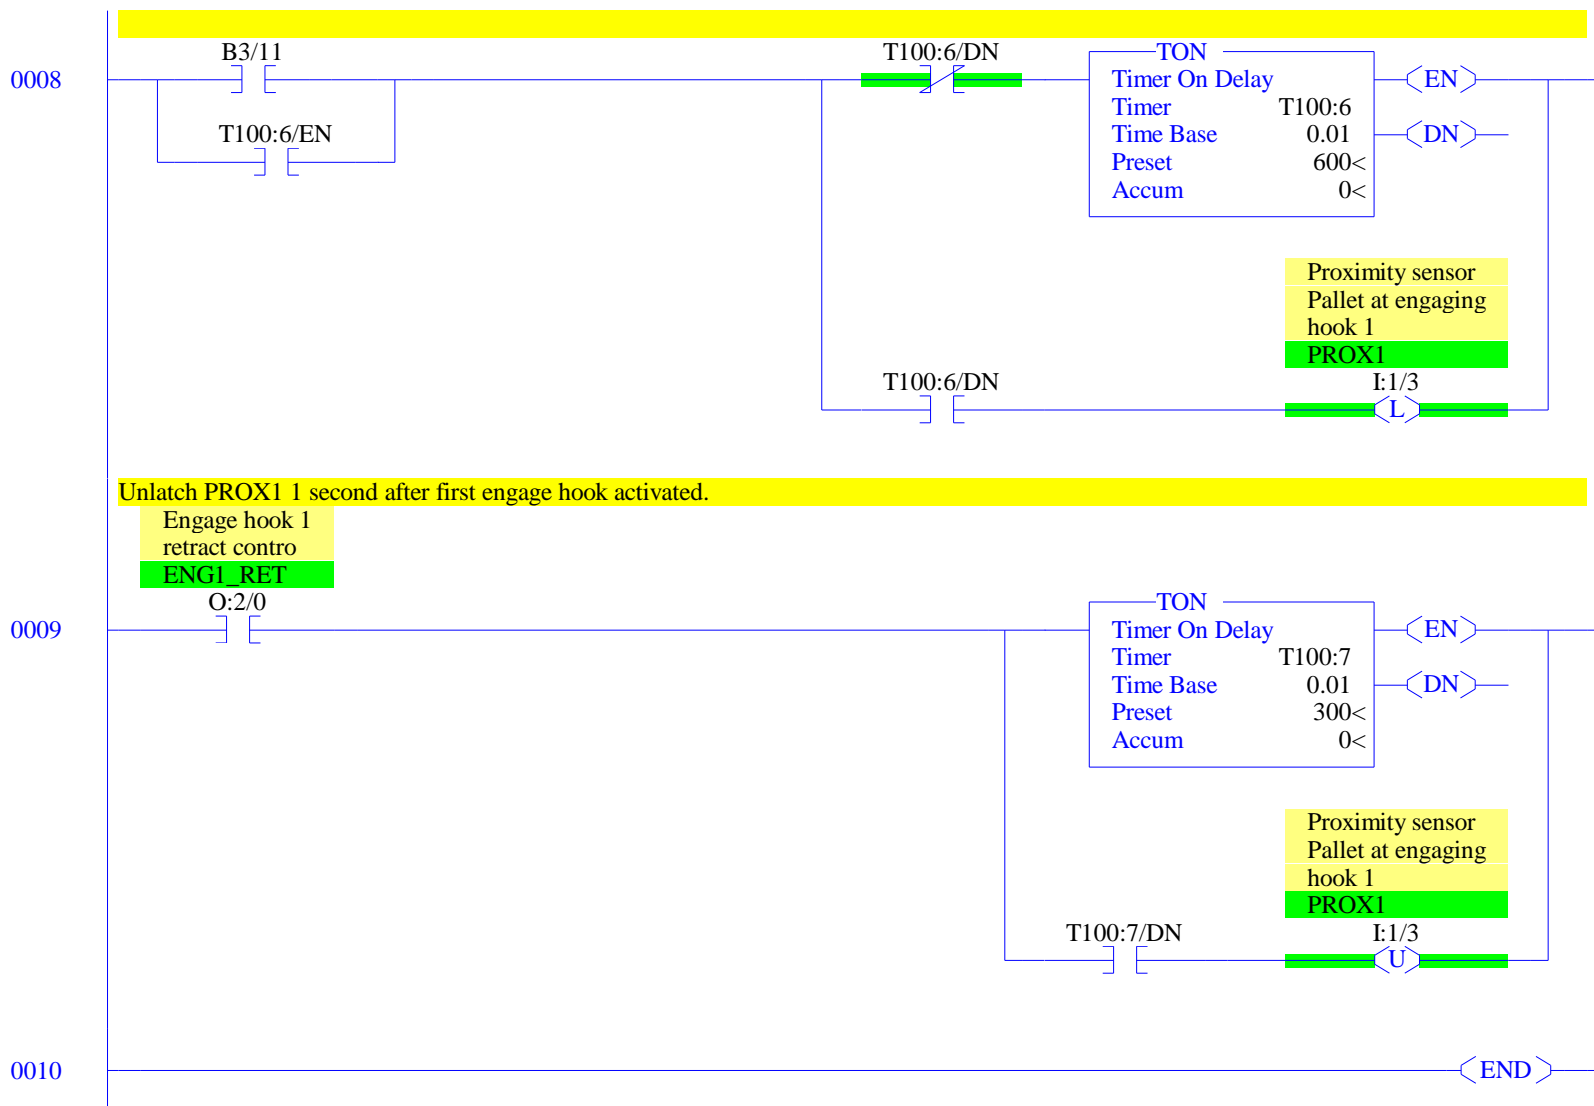 B3/11
T100:6/DN
TON
0008
Timer On Delay
EN
Timer T100:6
T100:6/EN
Time Base 0.01
DN
Preset 600<
Accum 0<
Proximity sensor
Pallet at engaging
hook 1
PROX1
T100:6/DN
I:1/3
L
Unlatch PROX1 1 second after first engage hook activated.
Engage hook 1
retract contro
ENG1_RET
O:2/0
TON
0009
Timer On Delay
EN
Timer T100:7
Time Base 0.01
DN
Preset 300<
Accum 0<
Proximity sensor
Pallet at engaging
hook 1
PROX1
T100:7/DN
I:1/3
U
0010
END